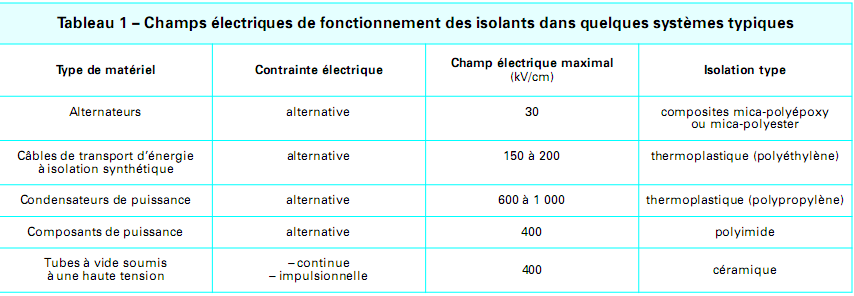 Tableau 1 – Champs électriques de fonctionnement des isolants dans quelques systèmes typiques
Type de matériel
Contrainte électrique
Champ électrique maximal
(kV/cm)
Isolation type
Alternateurs
alternative
30
composites mica-polyépoxy
ou mica-polyester
Câbles de transport d'énergie
à isolation synthétique
alternative
150 à 200
thermoplastique (polyéthylène)
Condensateurs de puissance
alternative
600 à 1 000
thermoplastique (polypropylène)
Composants de puissance
alternative
400
polyimide
Tubes à vide soumis
à une haute tension
– continue
– impulsionnelle
400
céramique